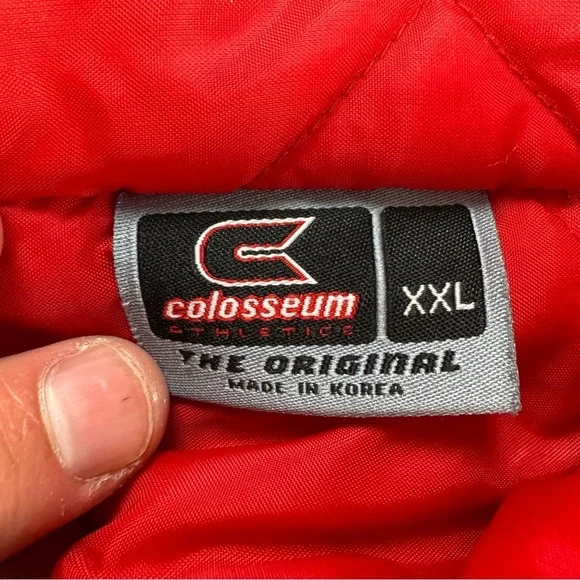 colosseum
ATHLETICS
XXL
THE ORIGINAL
MADE IN KOREA